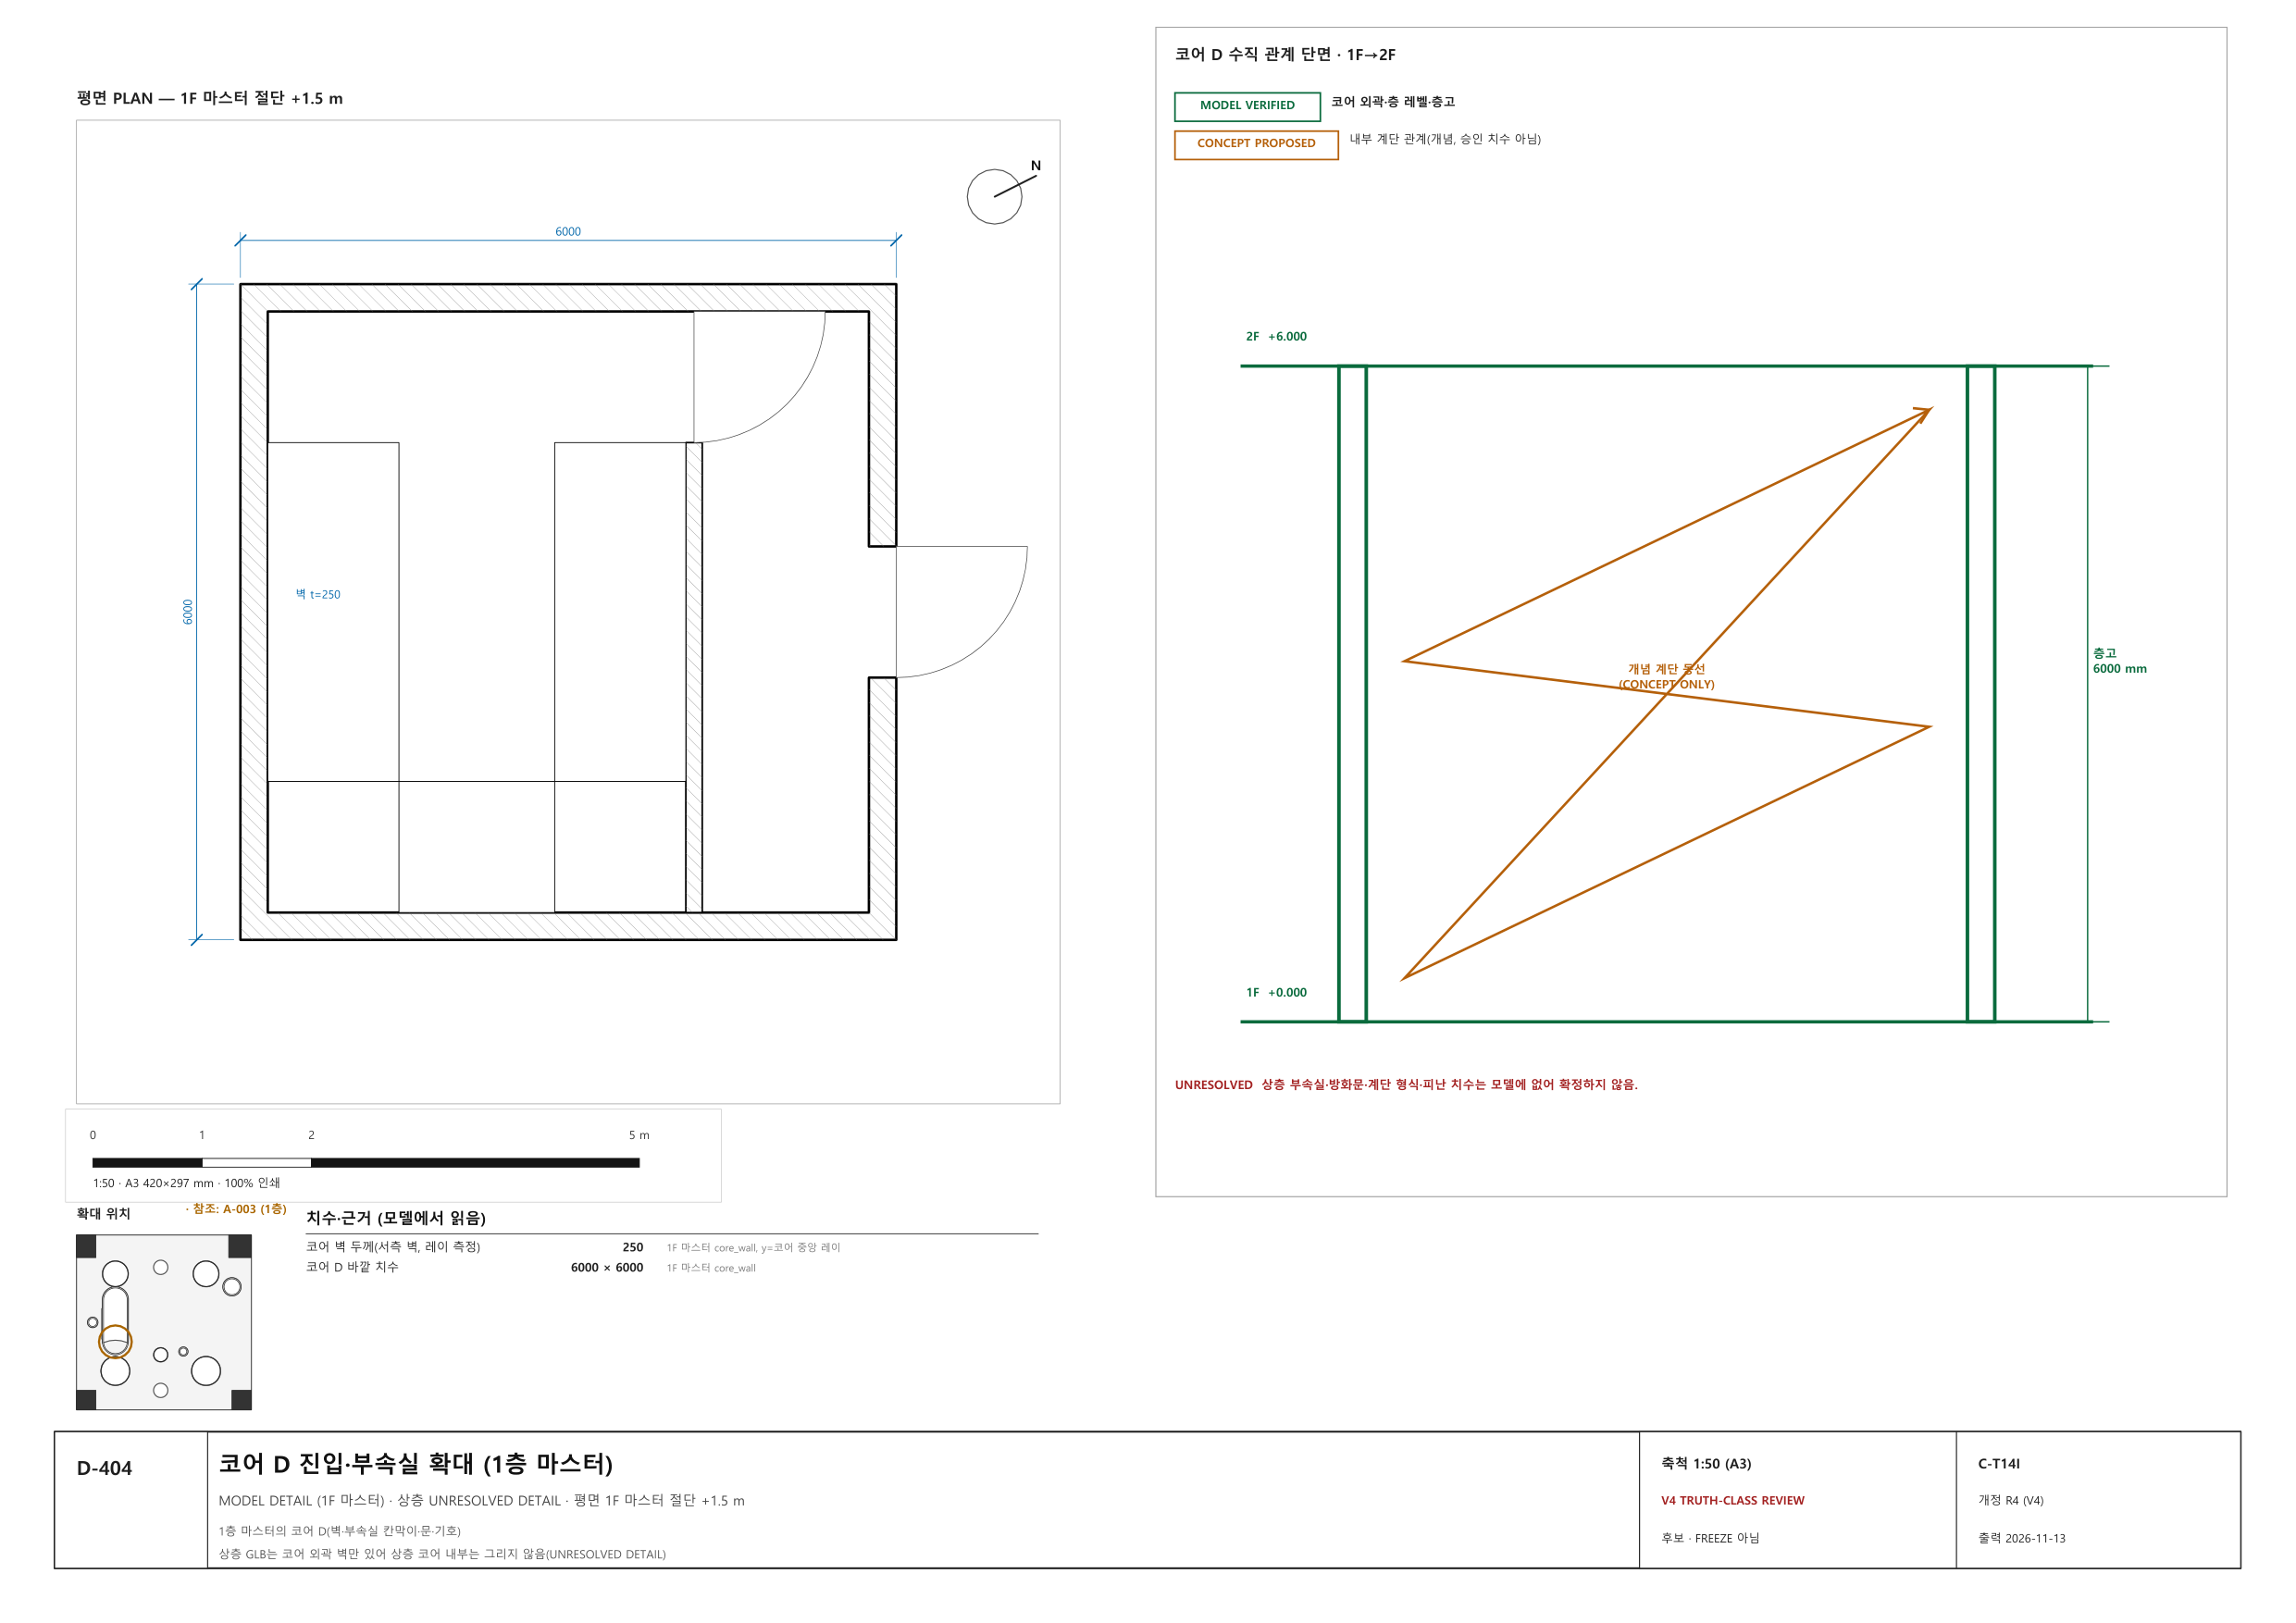 평면 PLAN — 1F 마스터 절단 +1.5 m
N
6000
6000
벽 t=250
코어 D 수직 관계 단면 · 1F→2F
MODEL VERIFIED
코어 외곽·층 레벨·층고
CONCEPT PROPOSED
내부 계단 관계(개념, 승인 치수 아님)
2F +6.000
개념 계단 동선
(CONCEPT ONLY)
층고
6000 mm
1F +0.000
UNRESOLVED 상층 부속실·방화문·계단 형식·피난 치수는 모델에 없어 확정하지 않음.
0 1 2 5 m
1:50 · A3 420×297 mm · 100% 인쇄
확대 위치 · 참조: A-003 (1층)
치수·근거 (모델에서 읽음)
코어 벽 두께(서측 벽, 레이 측정) 250 1F 마스터 core_wall, y=코어 중앙 레이
코어 D 바깥 치수 6000 × 6000 1F 마스터 core_wall
D-404
코어 D 진입·부속실 확대 (1층 마스터)
MODEL DETAIL (1F 마스터) · 상층 UNRESOLVED DETAIL · 평면 1F 마스터 절단 +1.5 m
1층 마스터의 코어 D(벽·부속실 칸막이·문·기호)
상층 GLB는 코어 외곽 벽만 있어 상층 코어 내부는 그리지 않음(UNRESOLVED DETAIL)
축척 1:50 (A3)
V4 TRUTH-CLASS REVIEW
후보 · FREEZE 아님
C-T14I
개정 R4 (V4)
출력 2026-11-13